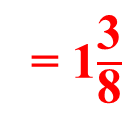 = 1 3/8